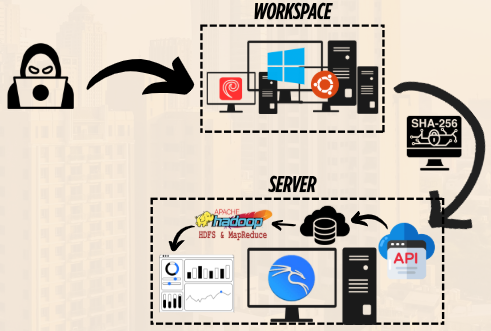 WORKSPACE
SHA-256
SERVER
APACHE
hadoop
HDFS & MapReduce
API